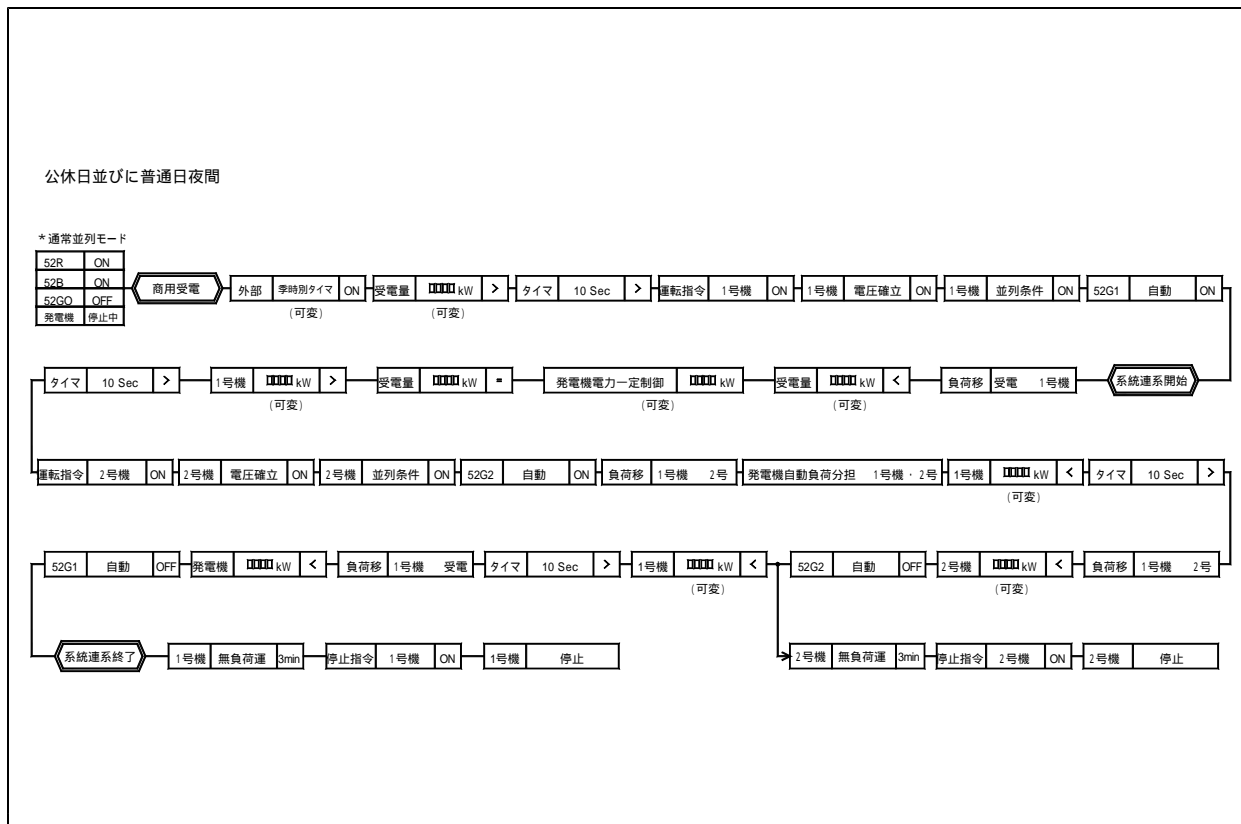 公休日並びに普通日夜間
*通常並列モード
52R ON
52B ON
52GO OFF
発電機 停止中
商用受電 外部 季時別タイマ ON 受電量 kW > タイマ 10 Sec > 運転指令 1号機 ON 1号機 電圧確立 ON 1号機 並列条件 ON 52G1 自動 ON
(可変) (可変)
タイマ 10 Sec > 1号機 kW > 受電量 kW = 発電機電力一定制御 kW 受電量 kW < 負荷移 受電 1号機 系統連系開始
(可変) (可変) (可変)
運転指令 2号機 ON 2号機 電圧確立 ON 2号機 並列条件 ON 52G2 自動 ON 負荷移 1号機 2号 発電機自動負荷分担 1号機・2号 1号機 kW < タイマ 10 Sec >
(可変)
52G1 自動 OFF 発電機 kW < 負荷移 1号機 受電 タイマ 10 Sec > 1号機 kW < 52G2 自動 OFF 2号機 kW < 負荷移 1号機 2号
(可変) (可変)
系統連系終了 1号機 無負荷運 3min 停止指令 1号機 ON 1号機 停止 2号機 無負荷運 3min 停止指令 2号機 ON 2号機 停止